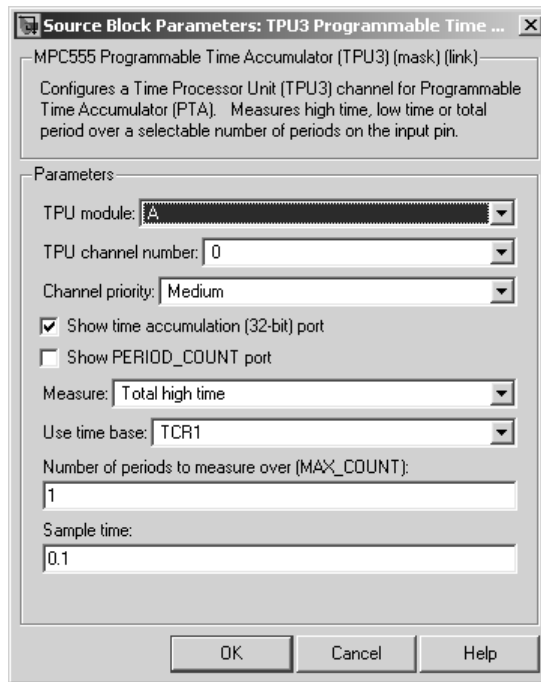 Source Block Parameters: TPU3 Programmable Time ...
MPC555 Programmable Time Accumulator (TPU3) (mask) (link)
Configures a Time Processor Unit (TPU3) channel for Programmable
Time Accumulator (PTA). Measures high time, low time or total
period over a selectable number of periods on the input pin.
Parameters
TPU module: A
TPU channel number: 0
Channel priority: Medium
Show time accumulation (32-bit) port
Show PERIOD_COUNT port
Measure: Total high time
Use time base: TCR1
Number of periods to measure over (MAX_COUNT):
1
Sample time:
0.1
OK Cancel Help